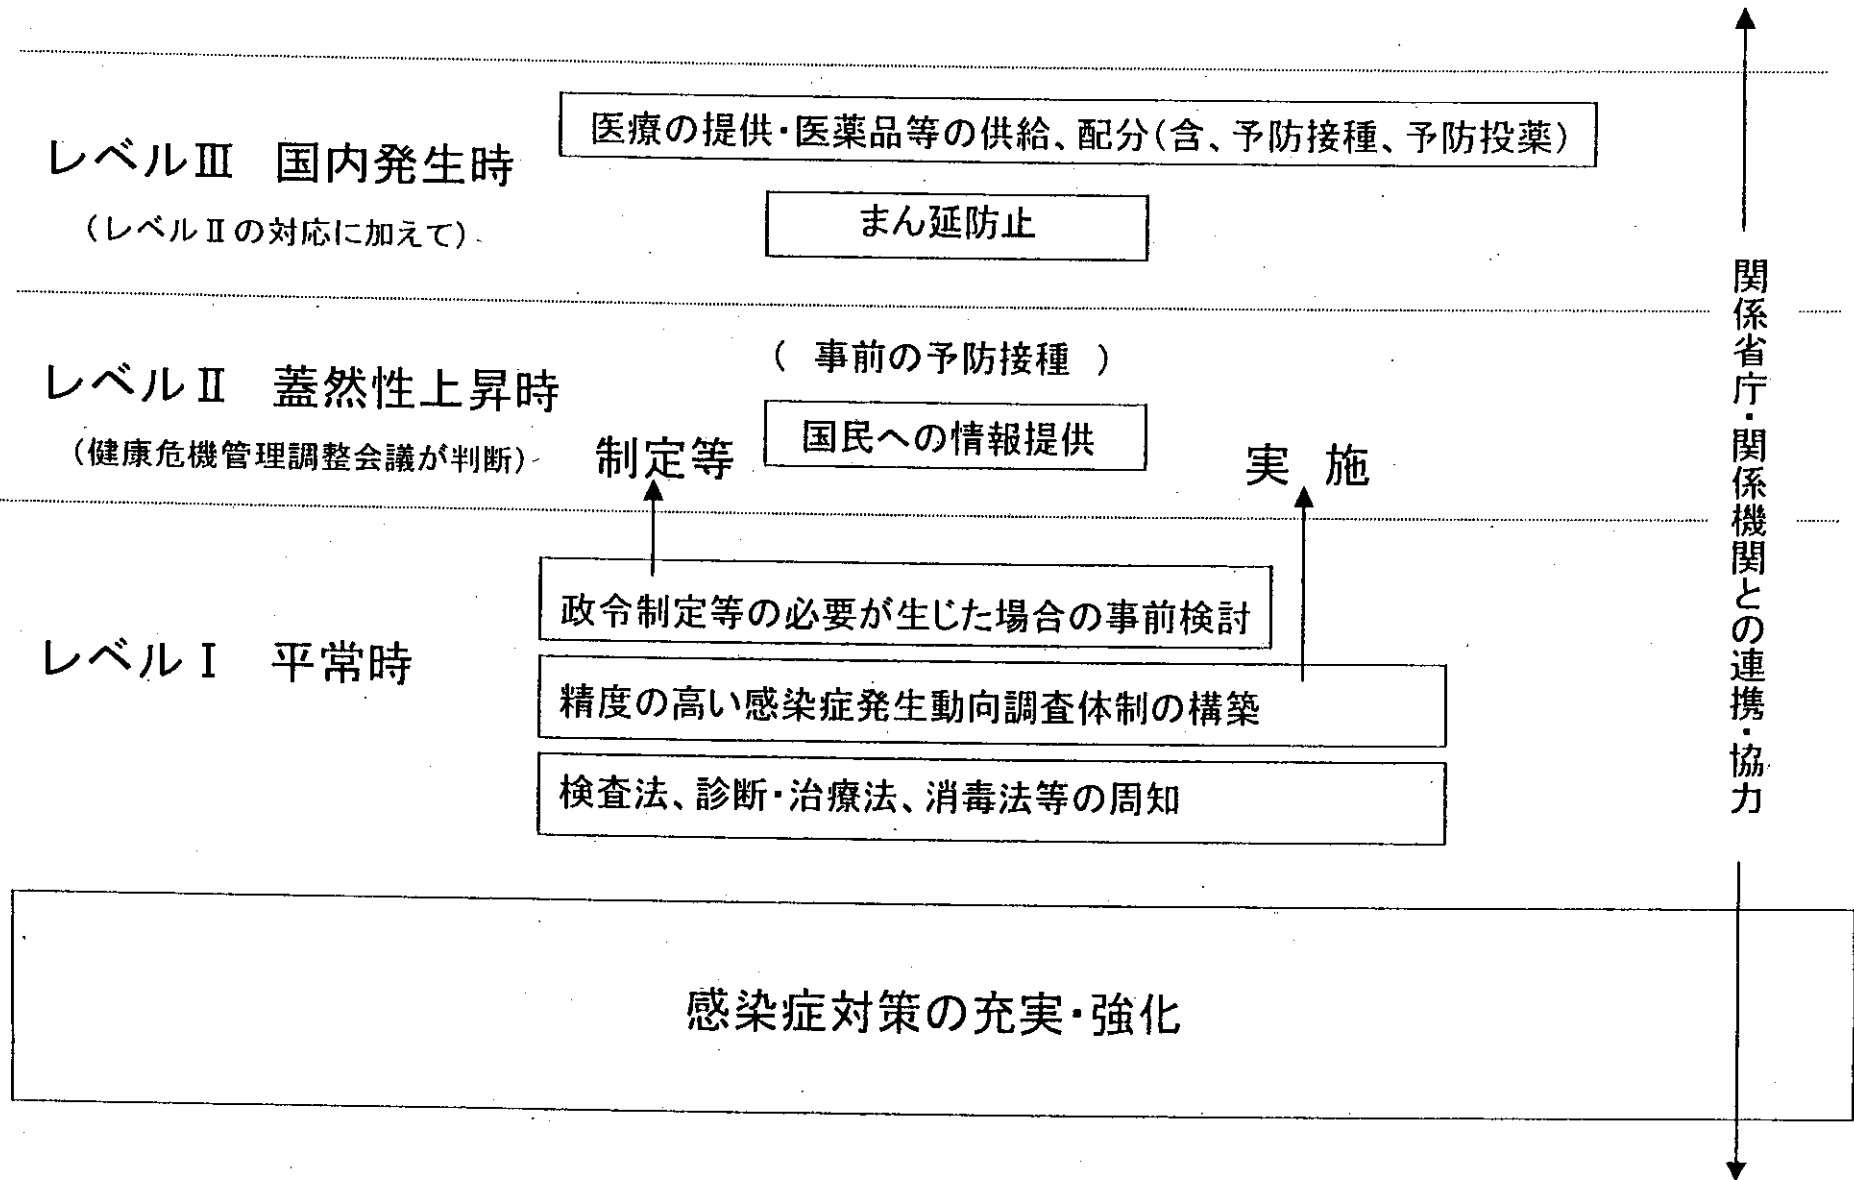 医療の提供・医薬品等の供給、配分(含、予防接種、予防投薬)
レベルⅢ 国内発生時
(レベルⅡの対応に加えて)
まん延防止
(事前の予防接種)
レベルⅡ 蓋然性上昇時
(健康危機管理調整会議が判断)
国民への情報提供
制定等
実 施
政令制定等の必要が生じた場合の事前検討
レベルⅠ 平常時
精度の高い感染症発生動向調査体制の構築
検査法、診断・治療法、消毒法等の周知
関係省庁・関係機関との連携・協力
感染症対策の充実・強化